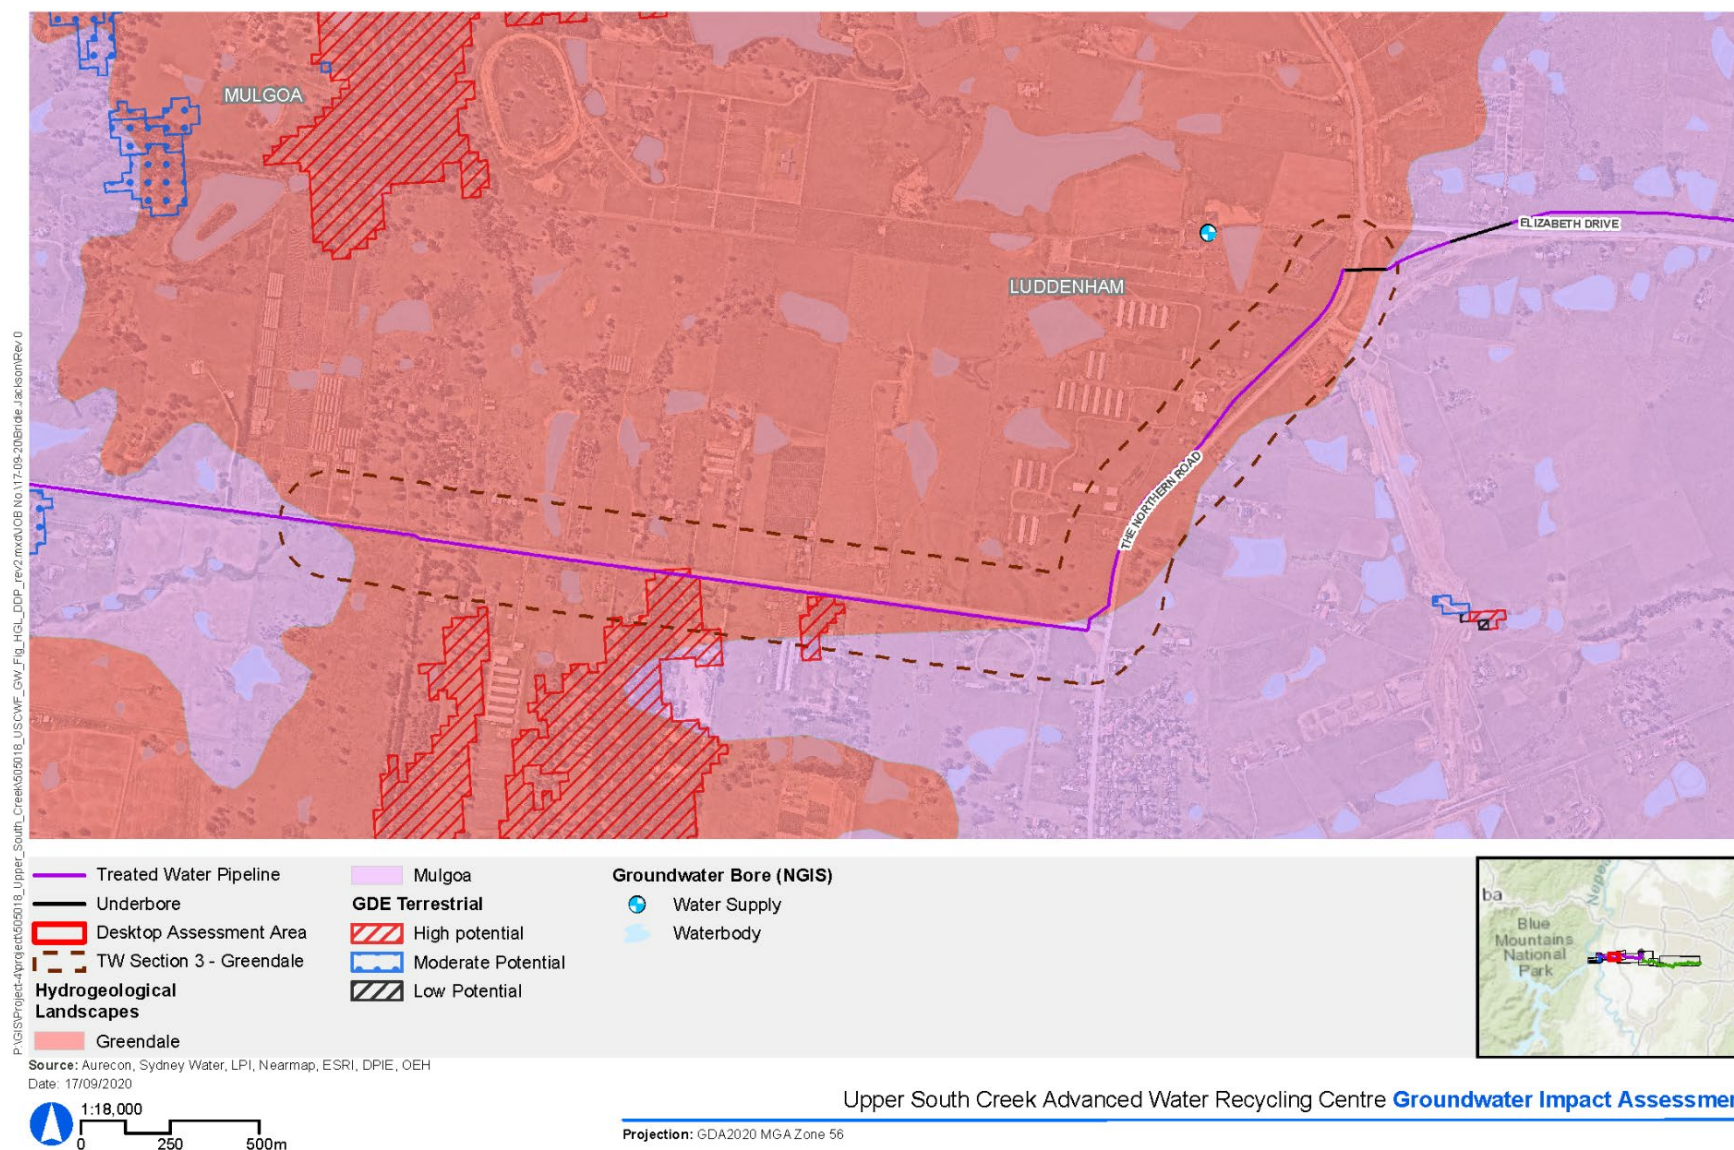 MULGOA
ELIZABETH DRIVE
LUDDENHAM
THE NORTHERN ROAD
Treated Water Pipeline
Underbore
Desktop Assessment Area
TW Section 3 - Greendale
Hydrogeological
Landscapes
Greendale
Mulgoa
GDE Terrestrial
High potential
Moderate Potential
Low Potential
Groundwater Bore (NGIS)
Water Supply
Waterbody
ba
Blue
Mountains
National
Park
Source: Aurecon, Sydney Water, LPI, Nearmap, ESRI, DPIE, OEH
Date: 17/09/2020
1:18,000
0 250 500m
Upper South Creek Advanced Water Recycling Centre Groundwater Impact Assessmen
Projection: GDA2020 MGA Zone 56